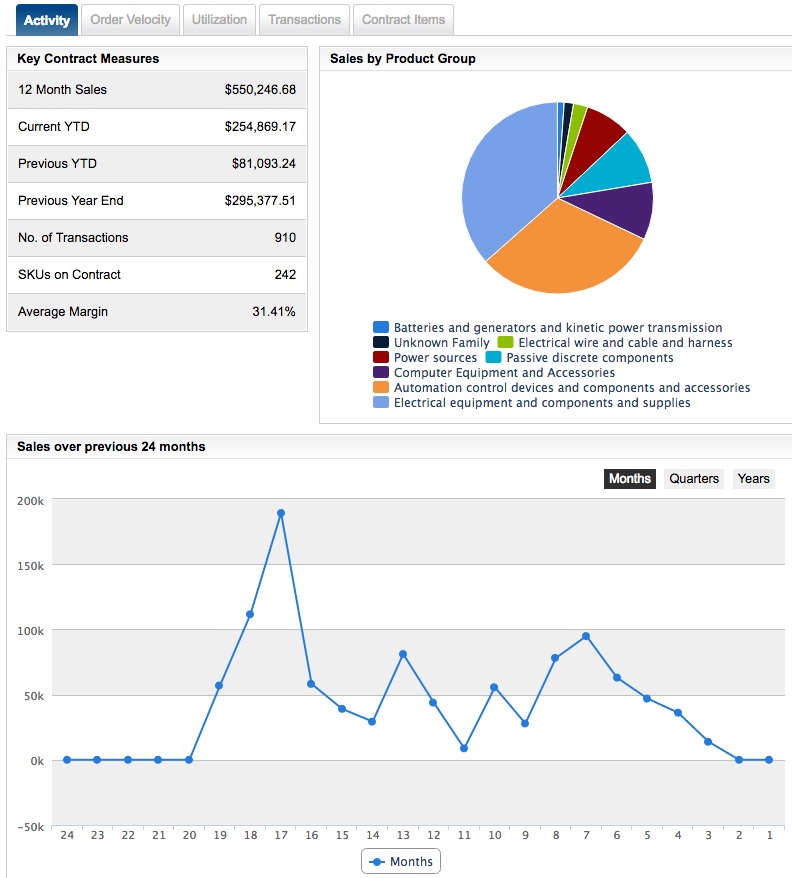 Activity Order Velocity Utilization Transactions Contract Items
Key Contract Measures
12 Month Sales $550,246.68
Current YTD $254,869.17
Previous YTD $81,093.24
Previous Year End $295,377.51
No. of Transactions 910
SKUs on Contract 242
Average Margin 31.41%
Sales by Product Group
Batteries and generators and kinetic power transmission
Unknown Family Electrical wire and cable and harness
Power sources Passive discrete components
Computer Equipment and Accessories
Automation control devices and components and accessories
Electrical equipment and components and supplies
Sales over previous 24 months
Months Quarters Years
200k
150k
100k
50k
0k
-50k
24 23 22 21 20 19 18 17 16 15 14 13 12 11 10 9 8 7 6 5 4 3 2 1
Months